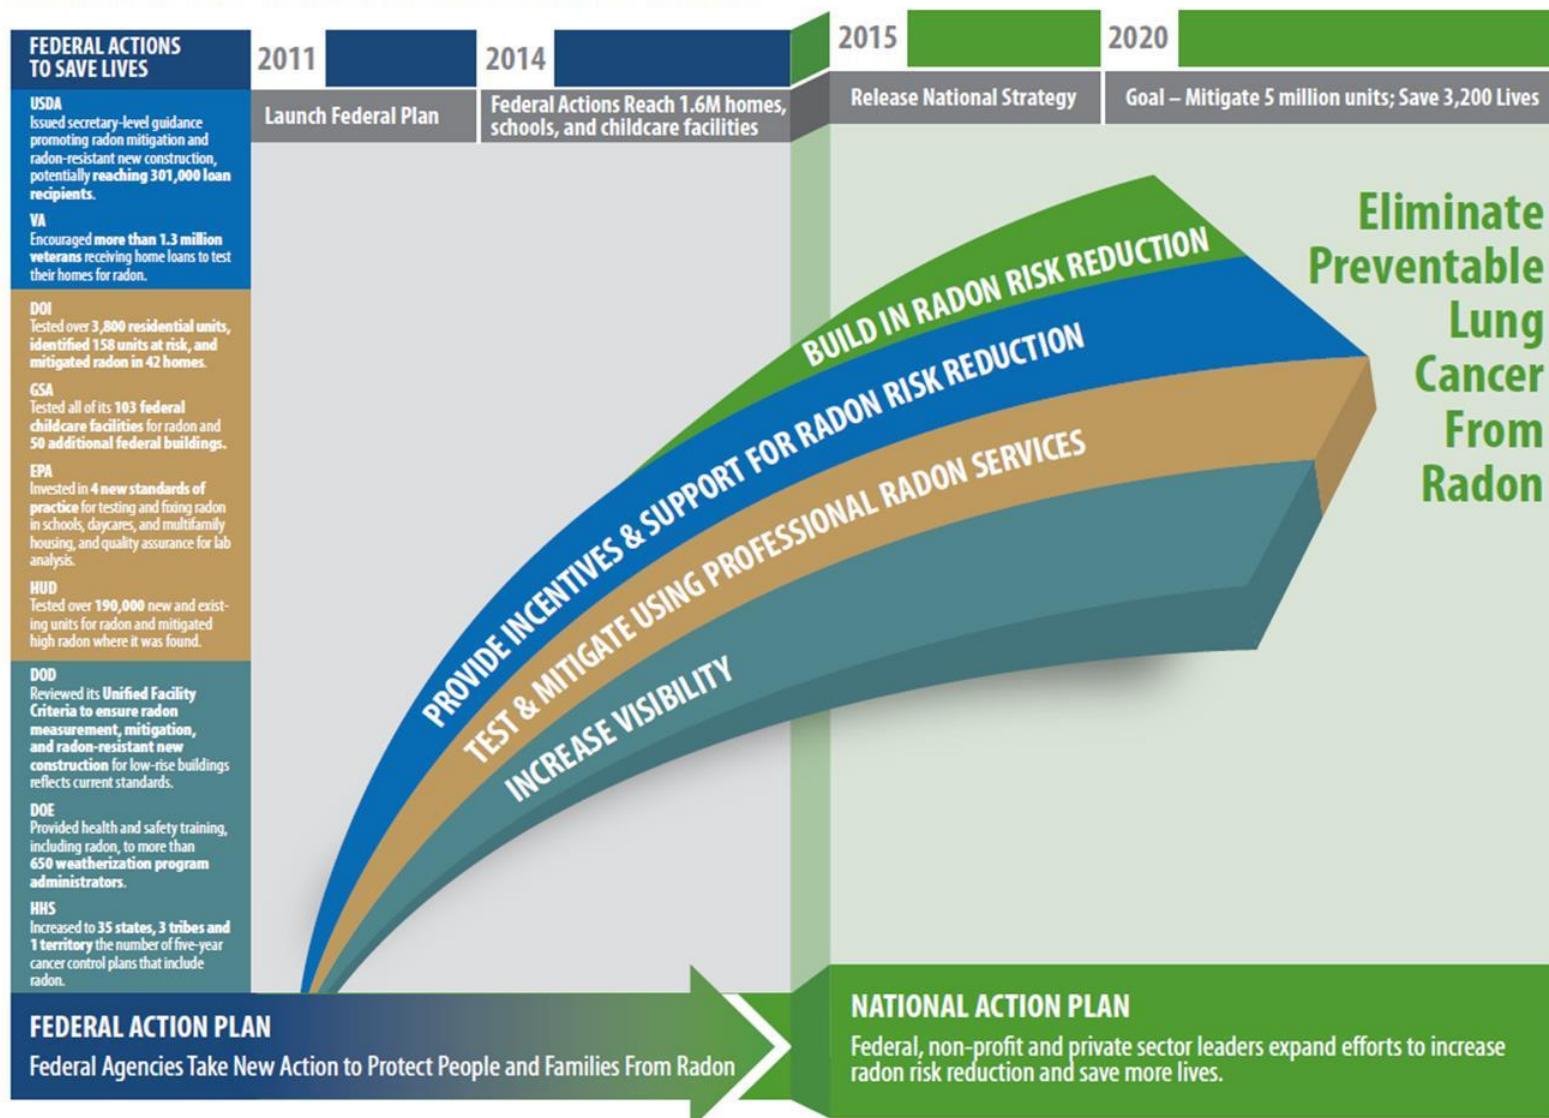 FEDERAL ACTIONS
TO SAVE LIVES
USDA
Issued secretary-level guidance
promoting radon mitigation and
radon-resistant new construction,
potentially reaching 301,000 loan
recipients.
VA
Encouraged more than 1.3 million
veterans receiving home loans to test
their homes for radon.
DOI
Tested over 3,800 residential units,
identified 158 units at risk, and
mitigated radon in 42 homes.
GSA
Tested all of its 103 federal
childcare facilities for radon and
50 additional federal buildings.
EPA
Invested in 4 new standards of
practice for testing and fixing radon
in schools, daycares, and multifamily
housing, and quality assurance for lab
analysis.
HUD
Tested over 190,000 new and exist-
ing units for radon and mitigated
high radon where it was found.
DOD
Reviewed its Unified Facility
Criteria to ensure radon
measurement, mitigation,
and radon-resistant new
construction for low-rise buildings
reflects current standards.
DOE
Provided health and safety training,
including radon, to more than
650 weatherization program
administrators.
HHS
Increased to 35 states, 3 tribes and
1 territory the number of five-year
cancer control plans that include
radon.
2011
Launch Federal Plan
2014
Federal Actions Reach 1.6M homes,
schools, and childcare facilities
2015
Release National Strategy
2020
Goal – Mitigate 5 million units; Save 3,200 Lives
BUILD IN RADON RISK REDUCTION
PROVIDE INCENTIVES & SUPPORT FOR RADON RISK REDUCTION
TEST & MITIGATE USING PROFESSIONAL RADON SERVICES
INCREASE VISIBILITY
Eliminate
Preventable
Lung
Cancer
From
Radon
FEDERAL ACTION PLAN
Federal Agencies Take New Action to Protect People and Families From Radon
NATIONAL ACTION PLAN
Federal, non-profit and private sector leaders expand efforts to increase
radon risk reduction and save more lives.